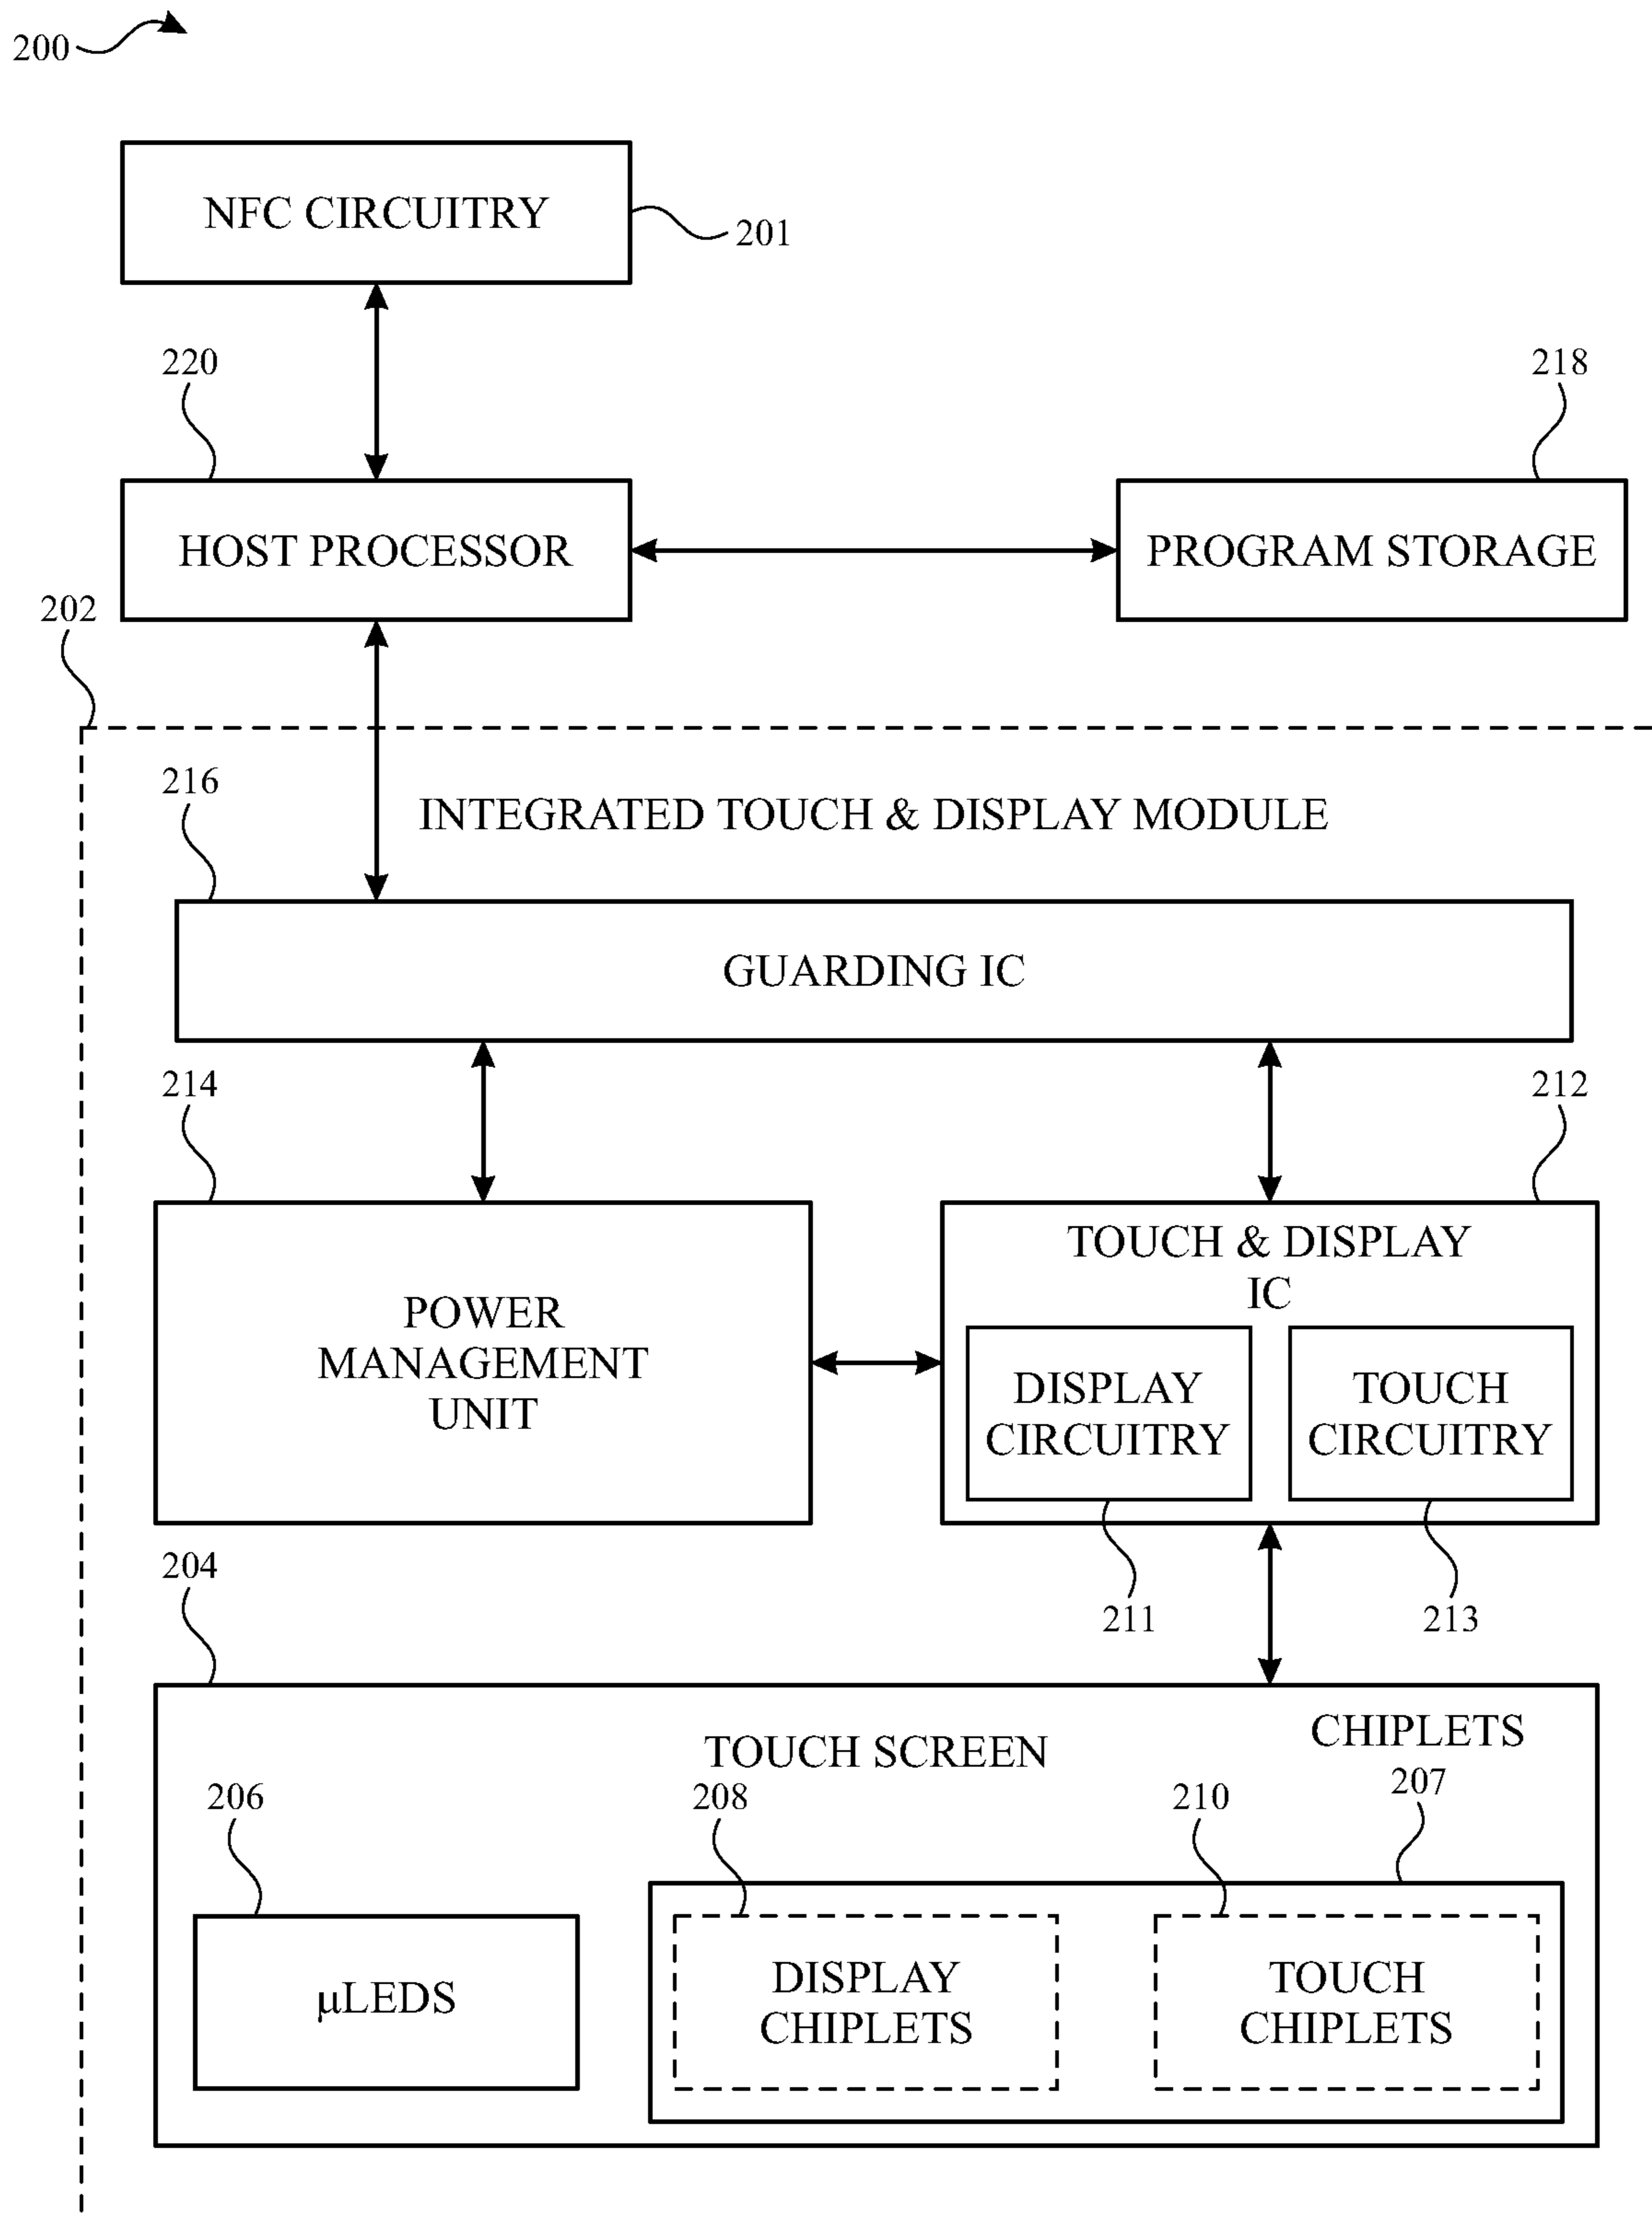 200
NFC CIRCUITRY
201
220
218
HOST PROCESSOR
PROGRAM STORAGE
202
216
INTEGRATED TOUCH & DISPLAY MODULE
GUARDING IC
214
212
TOUCH & DISPLAY
IC
POWER
MANAGEMENT
UNIT
DISPLAY
CIRCUITRY
TOUCH
CIRCUITRY
204
211
213
CHIPLETS
TOUCH SCREEN
206
208
210
207
µLEDS
DISPLAY
CHIPLETS
TOUCH
CHIPLETS